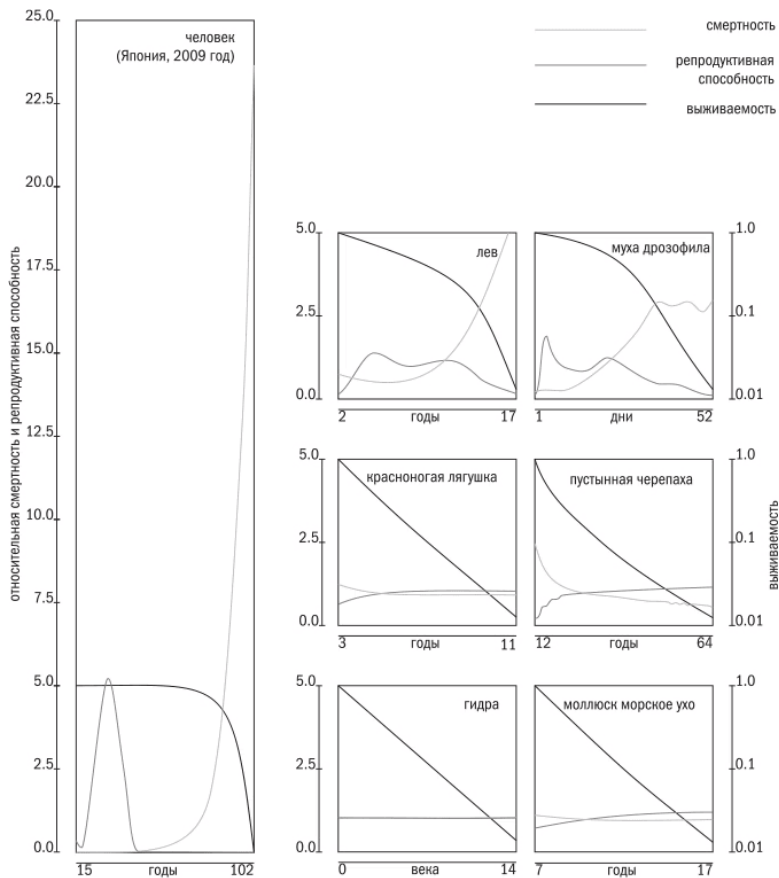 относительная смертность и репродуктивная способность
25.0
22.5
20.0
17.5
15.0
12.5
10.0
7.5
5.0
2.5
0.0
человек
(Япония, 2009 год)
15 годы 102
смертность
репродуктивная
способность
выживаемость
5.0
2.5
0.0
лев
2 годы 17
муха дрозофила
1 дни 52
1.0
0.1
0.01
5.0
2.5
0.0
красноногая лягушка
3 годы 11
пустынная черепаха
12 годы 64
1.0
0.1
0.01
выживаемость
5.0
2.5
0.0
гидра
0 века 14
моллюск морское ухо
7 годы 17
1.0
0.1
0.01